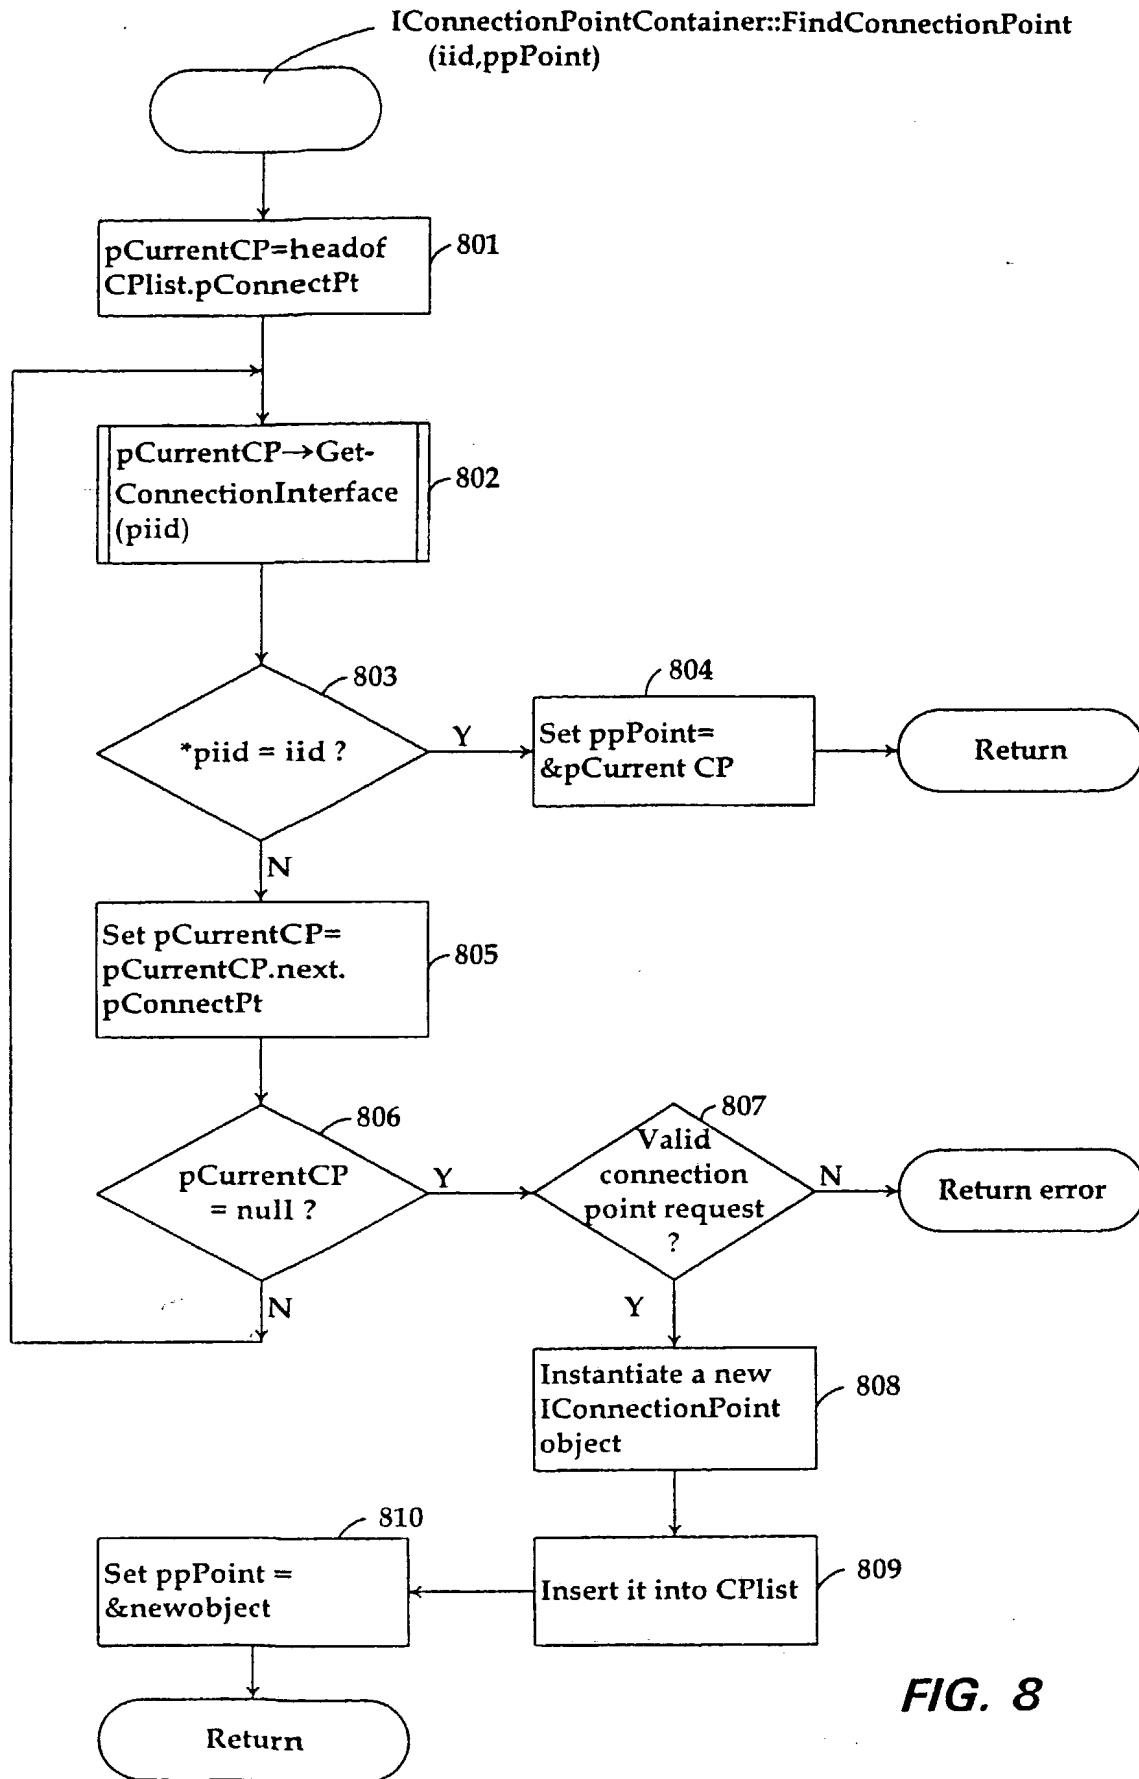 IConnectionPointContainer::FindConnectionPoint
(iid,ppPoint)
pCurrentCP=headof
CPlist.pConnectPt
801
pCurrentCP→Get-
ConnectionInterface
(piid)
802
803
*piid = iid ?
Y
804
Set ppPoint=
&pCurrent CP
Return
N
Set pCurrentCP=
pCurrentCP.next.
pConnectPt
805
806
pCurrentCP
= null ?
Y
807
Valid
connection
point request
?
N
Return error
N
Y
Instantiate a new
IConnectionPoint
object
808
Insert it into CPlist
809
810
Set ppPoint =
&newobject
Return
FIG. 8